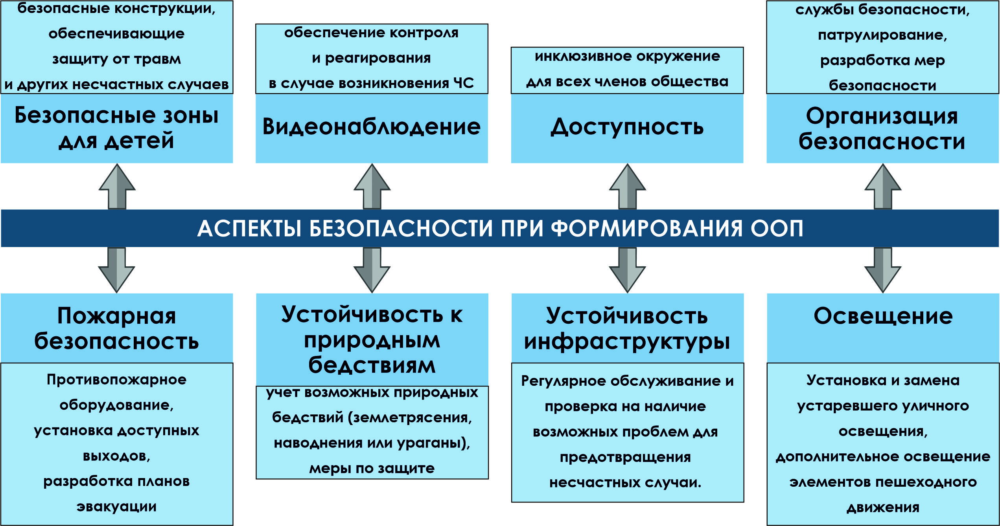 безопасные конструкции,
обеспечивающие
защиту от травм
и других несчастных случаев
Безопасные зоны
для детей
обеспечение контроля
и реагирования
в случае возникновения ЧС
Видеонаблюдение
инклюзивное окружение
для всех членов общества
Доступность
службы безопасности,
патрулирование,
разработка мер
безопасности
Организация
безопасности
АСПЕКТЫ БЕЗОПАСНОСТИ ПРИ ФОРМИРОВАНИЯ ООП
Пожарная
безопасность
Противопожарное
оборудование,
установка доступных
выходов,
разработка планов
эвакуации
Устойчивость к
природным
бедствиям
учет возможных природных
бедствий (землетрясения,
наводнения или ураганы),
меры по защите
Устойчивость
инфраструктуры
Регулярное обслуживание и
проверка на наличие
возможных проблем для
предотвращения
несчастных случаи.
Освещение
Установка и замена
устаревшего уличного
освещения,
дополнительное освещение
элементов пешеходного
движения